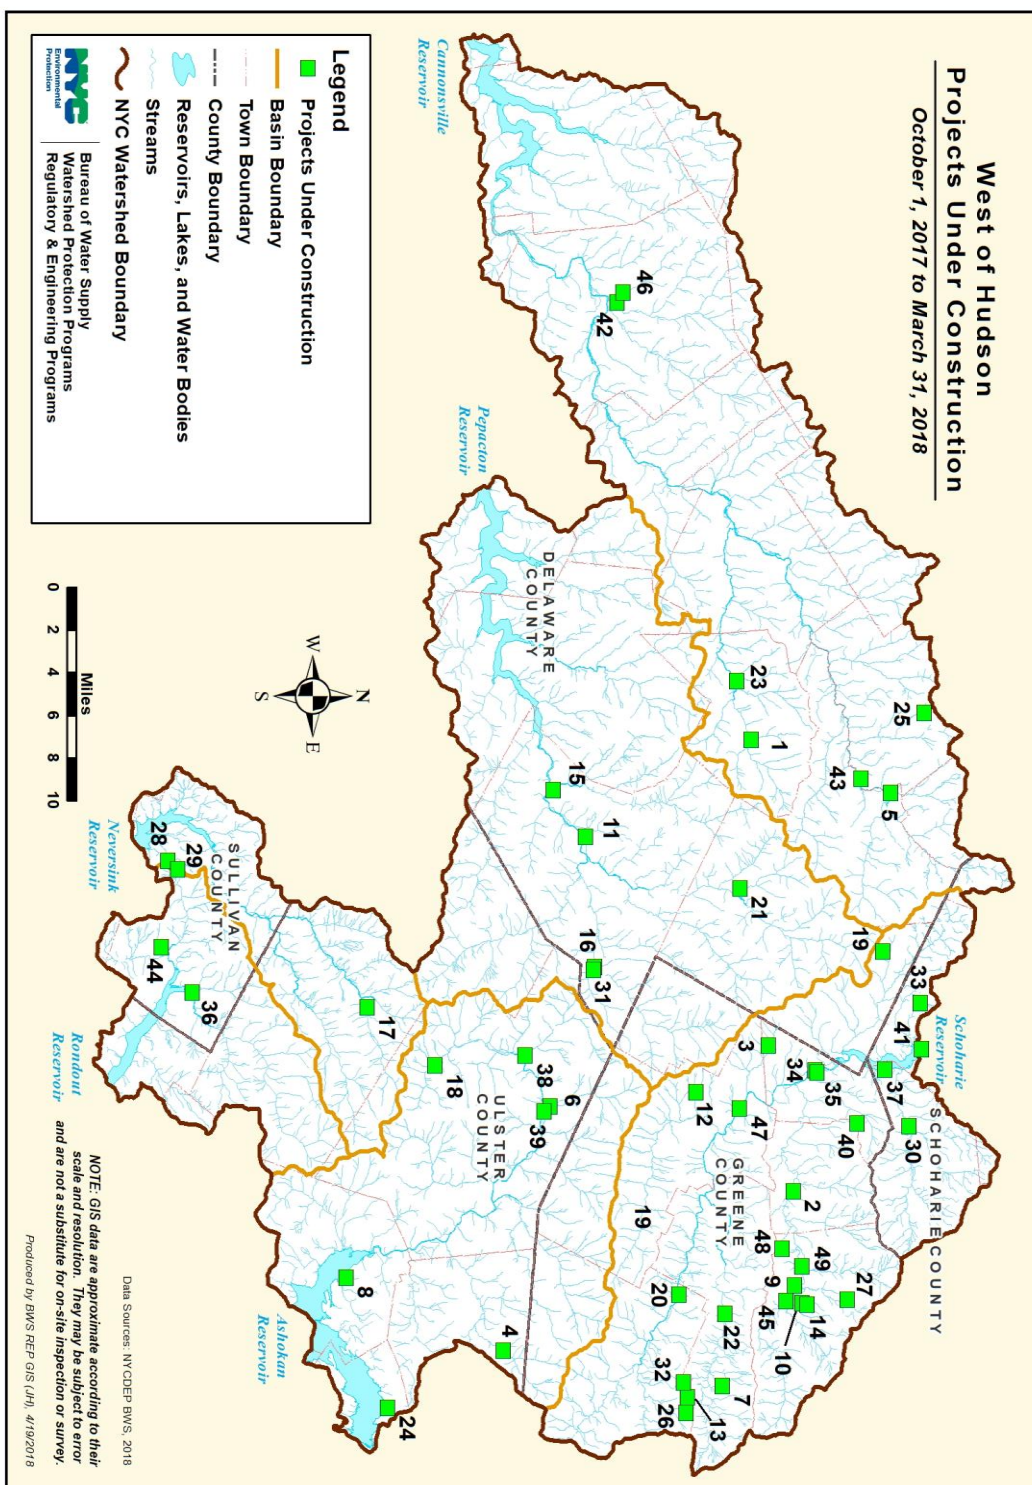 West of Hudson
Projects Under Construction
October 1, 2017 to March 31, 2018
Cannonsville
Reservoir
46
42
Pepacton
Reservoir
DELAWARE
COUNTY
23
1
25
43
5
15
11
21
19
16
31
33
41
Schoharie
Reservoir
37
30
SCHOHARIE COUNTY
3
34
35
40
12
47
GREENE
COUNTY
2
48
49
9
45
10
14
27
19
20
22
7
32
13
26
38
6
39
18
ULSTER
COUNTY
17
8
4
24
Ashokan
Reservoir
SULLIVAN
COUNTY
28
29
Neversink
Reservoir
44
36
Rondout
Reservoir
Legend
Projects Under Construction
Basin Boundary
Town Boundary
County Boundary
Reservoirs, Lakes, and Water Bodies
Streams
NYC Watershed Boundary
NYC
Environmental
Protection
Bureau of Water Supply
Watershed Protection Programs
Regulatory & Engineering Programs
N
W
E
S
0 2 4 6 8 10
Miles
Data Sources: NYCDEP BWS, 2018
NOTE: GIS data are approximate according to their
scale and resolution. They may be subject to error
and are not a substitute for on-site inspection or survey.
Produced by BWS REP GIS (JH), 4/19/2018